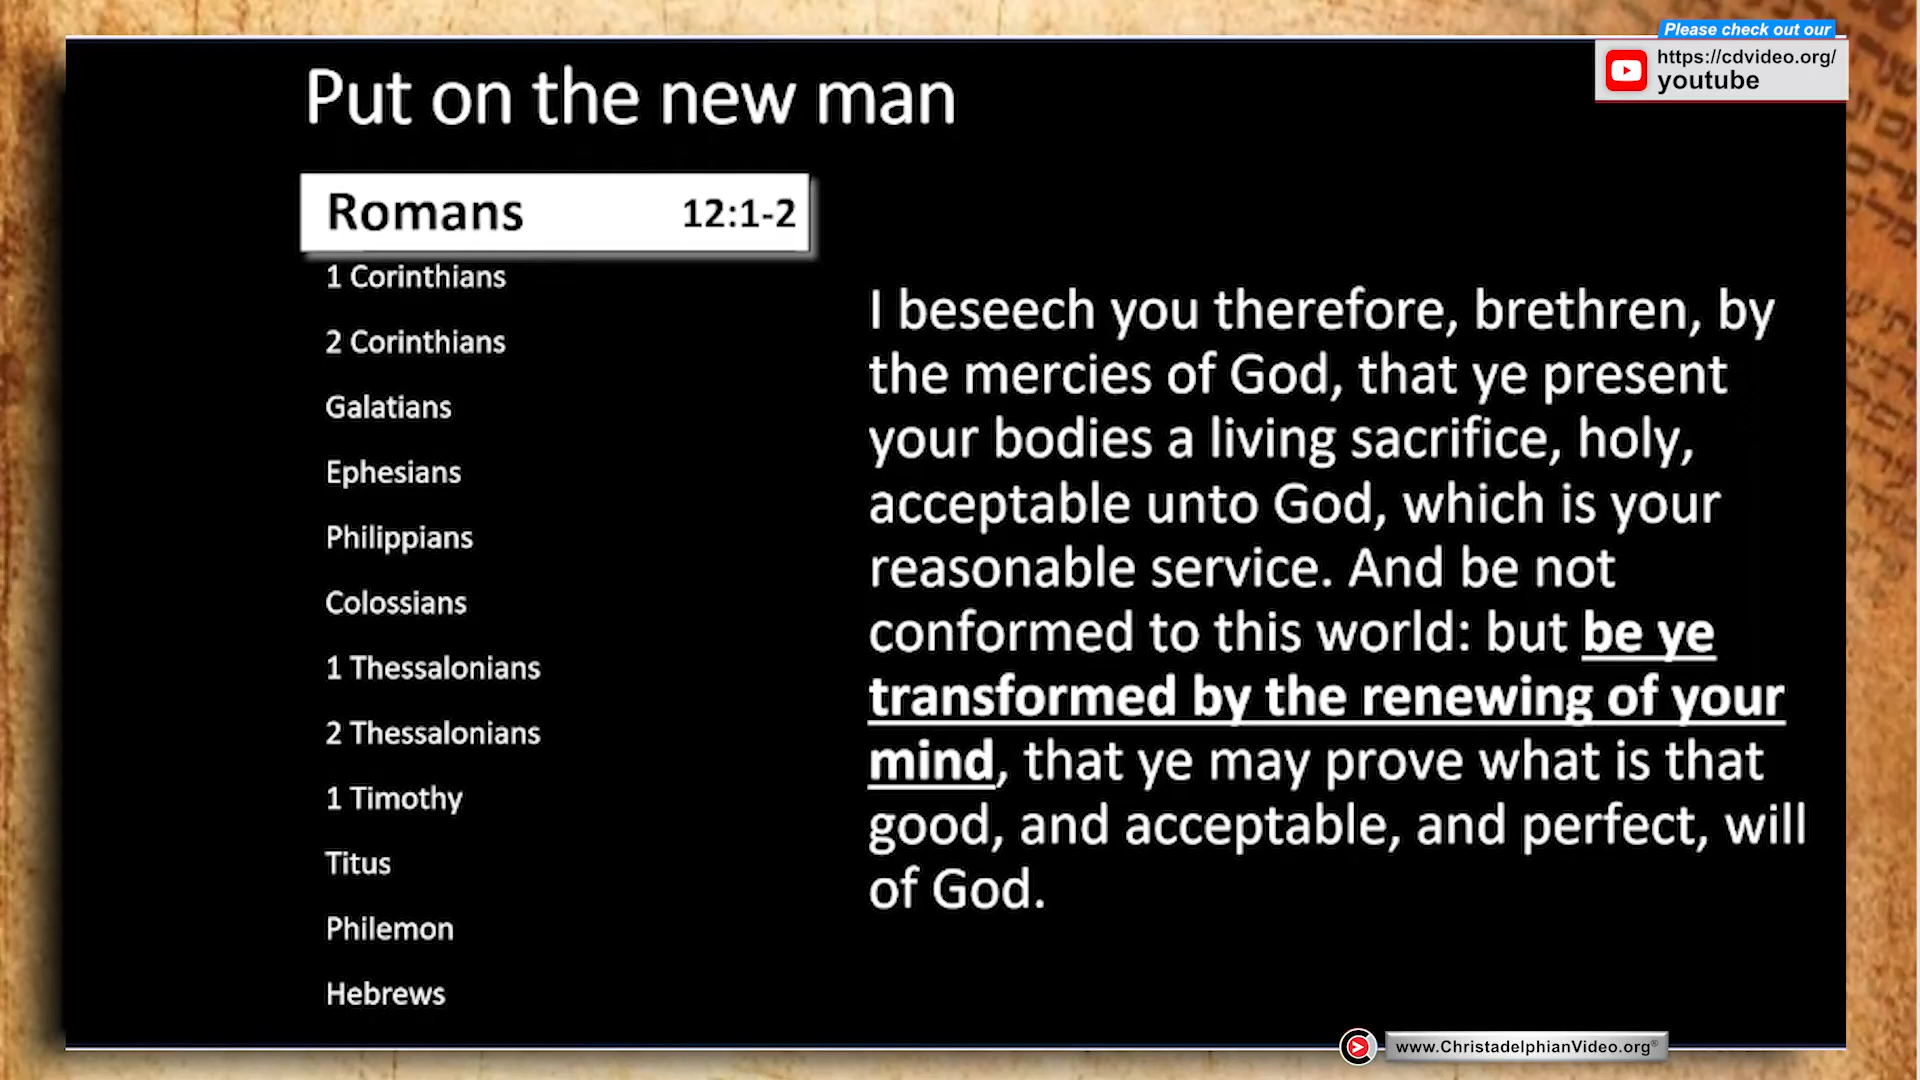 Please check out our
https://cdvideo.org/
youtube
Put on the new man
Romans 12:1-2
1 Corinthians
2 Corinthians
Galatians
Ephesians
Philippians
Colossians
1 Thessalonians
2 Thessalonians
1 Timothy
Titus
Philemon
Hebrews
I beseech you therefore, brethren, by
the mercies of God, that ye present
your bodies a living sacrifice, holy,
acceptable unto God, which is your
reasonable service. And be not
conformed to this world: but be ye
transformed by the renewing of your
mind, that ye may prove what is that
good, and acceptable, and perfect, will
of God.
www.ChristadelphianVideo.org®